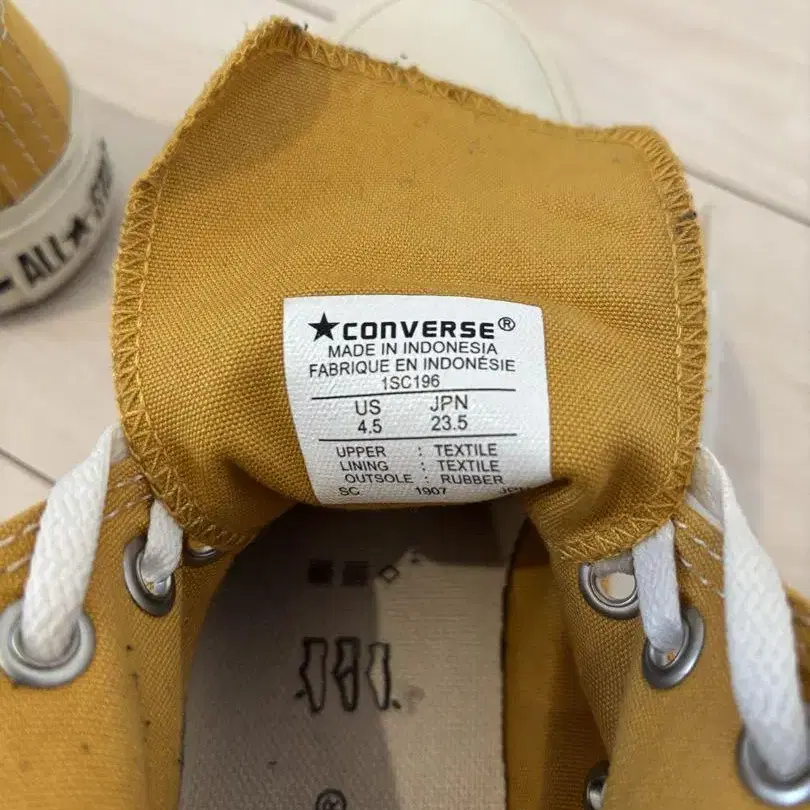 ALL★
★CONVERSE®
MADE IN INDONESIA
FABRIQUE EN INDONÉSIE
1SC196
US JPN
4.5 23.5
UPPER : TEXTILE
LINING : TEXTILE
OUTSOLE : RUBBER
SC 1907
®